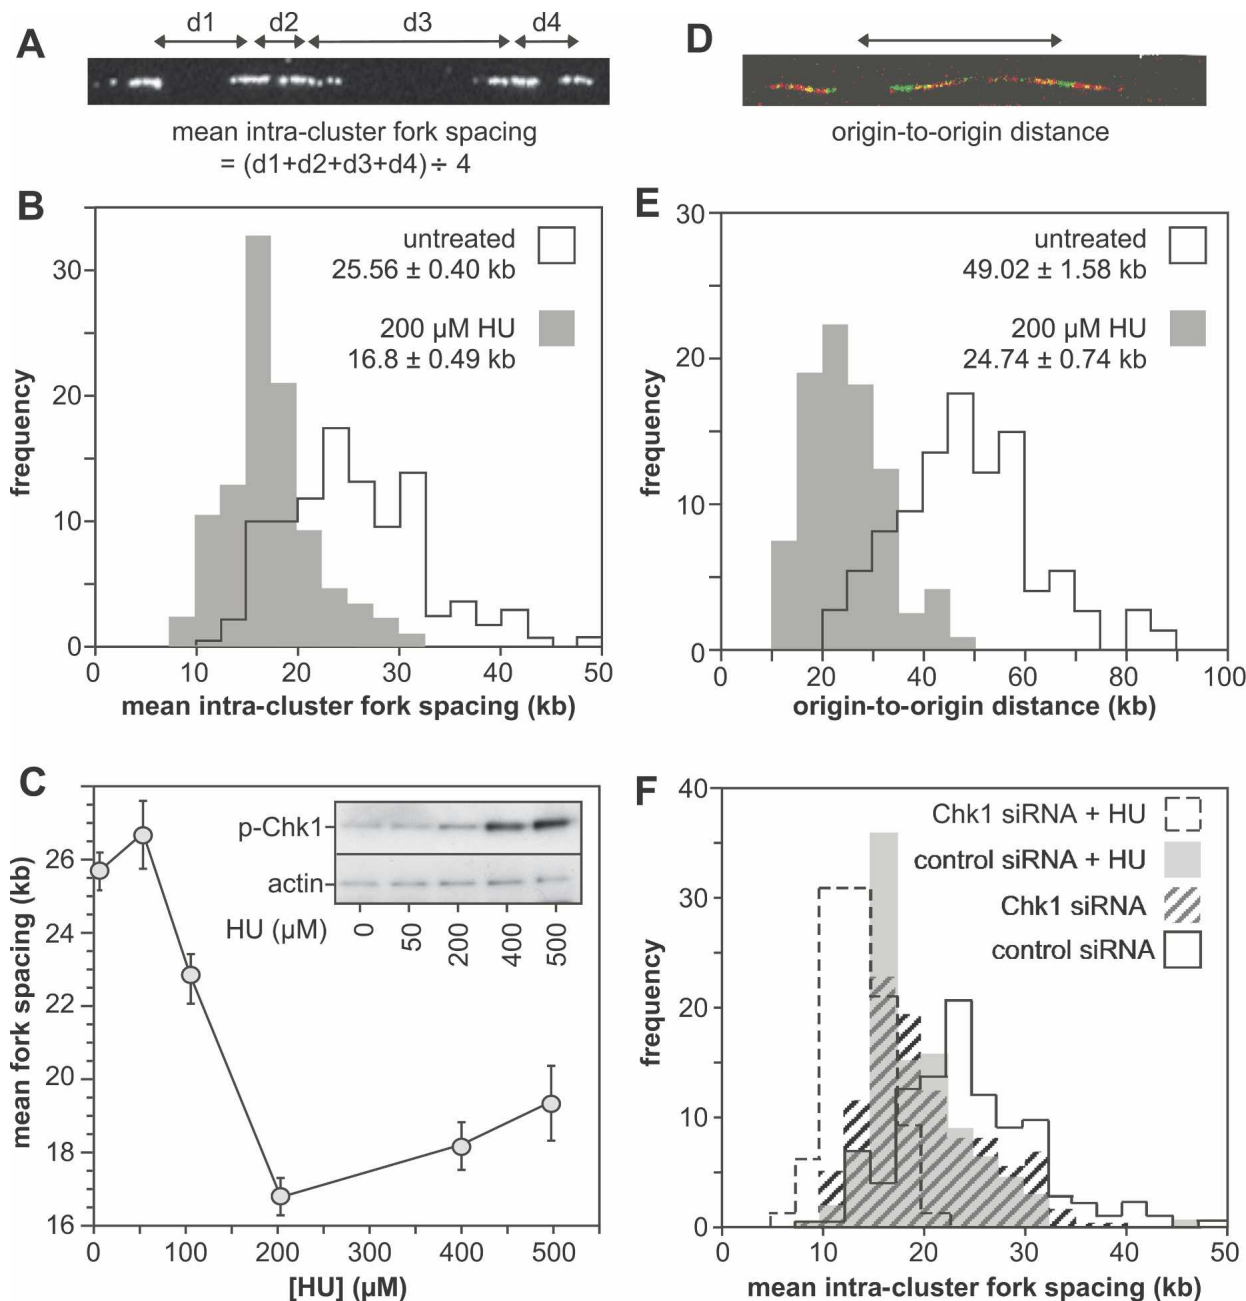 A
d1 d2 d3 d4
mean intra-cluster fork spacing
= (d1+d2+d3+d4) ÷ 4
B
untreated
25.56 ± 0.40 kb
200 µM HU
16.8 ± 0.49 kb
frequency
30
20
10
0
0 10 20 30 40 50
mean intra-cluster fork spacing (kb)
C
p-Chk1
actin
HU (µM) 0 50 200 400 500
mean fork spacing (kb)
26
24
22
20
18
16
0 100 200 300 400 500
[HU] (µM)
D
origin-to-origin distance
E
untreated
49.02 ± 1.58 kb
200 µM HU
24.74 ± 0.74 kb
frequency
30
20
10
0
0 20 40 60 80 100
origin-to-origin distance (kb)
F
Chk1 siRNA + HU
control siRNA + HU
Chk1 siRNA
control siRNA
frequency
40
30
20
10
0
0 10 20 30 40 50
mean intra-cluster fork spacing (kb)